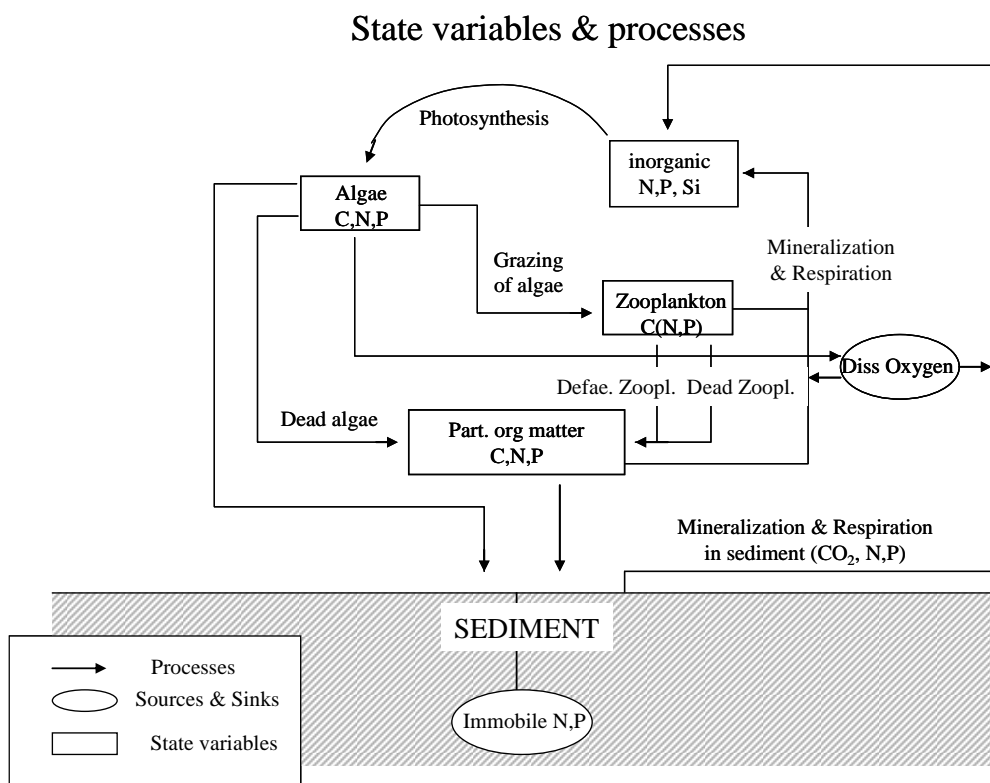 State variables & processes
Photosynthesis
inorganic
N,P, Si
Algae
C,N,P
Mineralization
& Respiration
Grazing
of algae
Zooplankton
C(N,P)
Diss Oxygen
Defae. Zoopl.
Dead Zoopl.
Dead algae
Part. org matter
C,N,P
Mineralization & Respiration
in sediment (CO₂, N,P)
SEDIMENT
Processes
Sources & Sinks
Immobile N,P
State variables